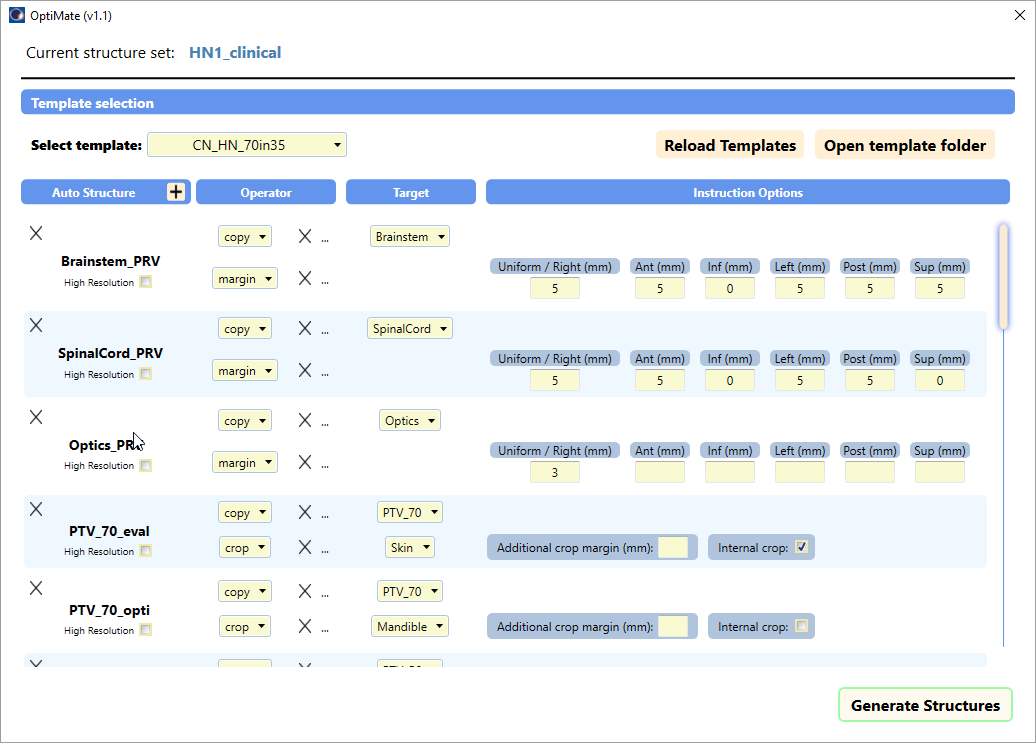 OptiMate (v1.1)
Current structure set: HN1_clinical
Template selection
Select template: CN_HN_70in35 Reload Templates Open template folder
Auto Structure + Operator Target Instruction Options
copy ... Brainstem
Brainstem_PRV
High Resolution
margin ...
Uniform / Right (mm) Ant (mm) Inf (mm) Left (mm) Post (mm) Sup (mm)
5 5 0 5 5 5
copy ... SpinalCord
SpinalCord_PRV
High Resolution
margin ...
Uniform / Right (mm) Ant (mm) Inf (mm) Left (mm) Post (mm) Sup (mm)
5 5 0 5 5 0
copy ... Optics
Optics_PR
High Resolution
margin ...
Uniform / Right (mm) Ant (mm) Inf (mm) Left (mm) Post (mm) Sup (mm)
3
copy ... PTV_70
PTV_70_eval
High Resolution
crop ... Skin Additional crop margin (mm): Internal crop:
copy ... PTV_70
PTV_70_opti
High Resolution
crop ... Mandible Additional crop margin (mm): Internal crop:
Generate Structures